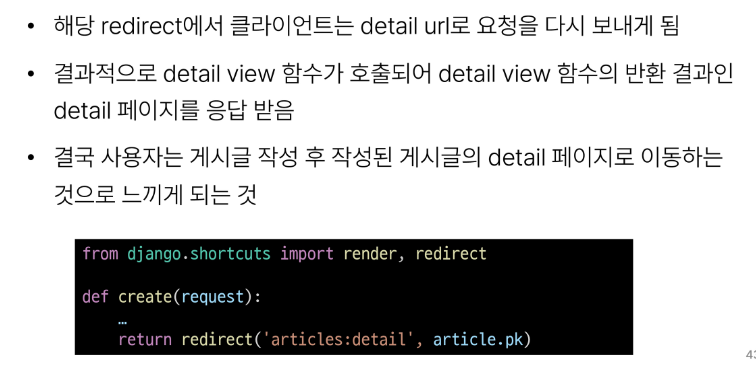 • 해당 redirect에서 클라이언트는 detail url로 요청을 다시 보내게 됨
• 결과적으로 detail view 함수가 호출되어 detail view 함수의 반환 결과인
detail 페이지를 응답 받음
• 결국 사용자는 게시글 작성 후 작성된 게시글의 detail 페이지로 이동하는
것으로 느끼게 되는 것
from django.shortcuts import render, redirect
def create(request):
…
return redirect('articles:detail', article.pk)